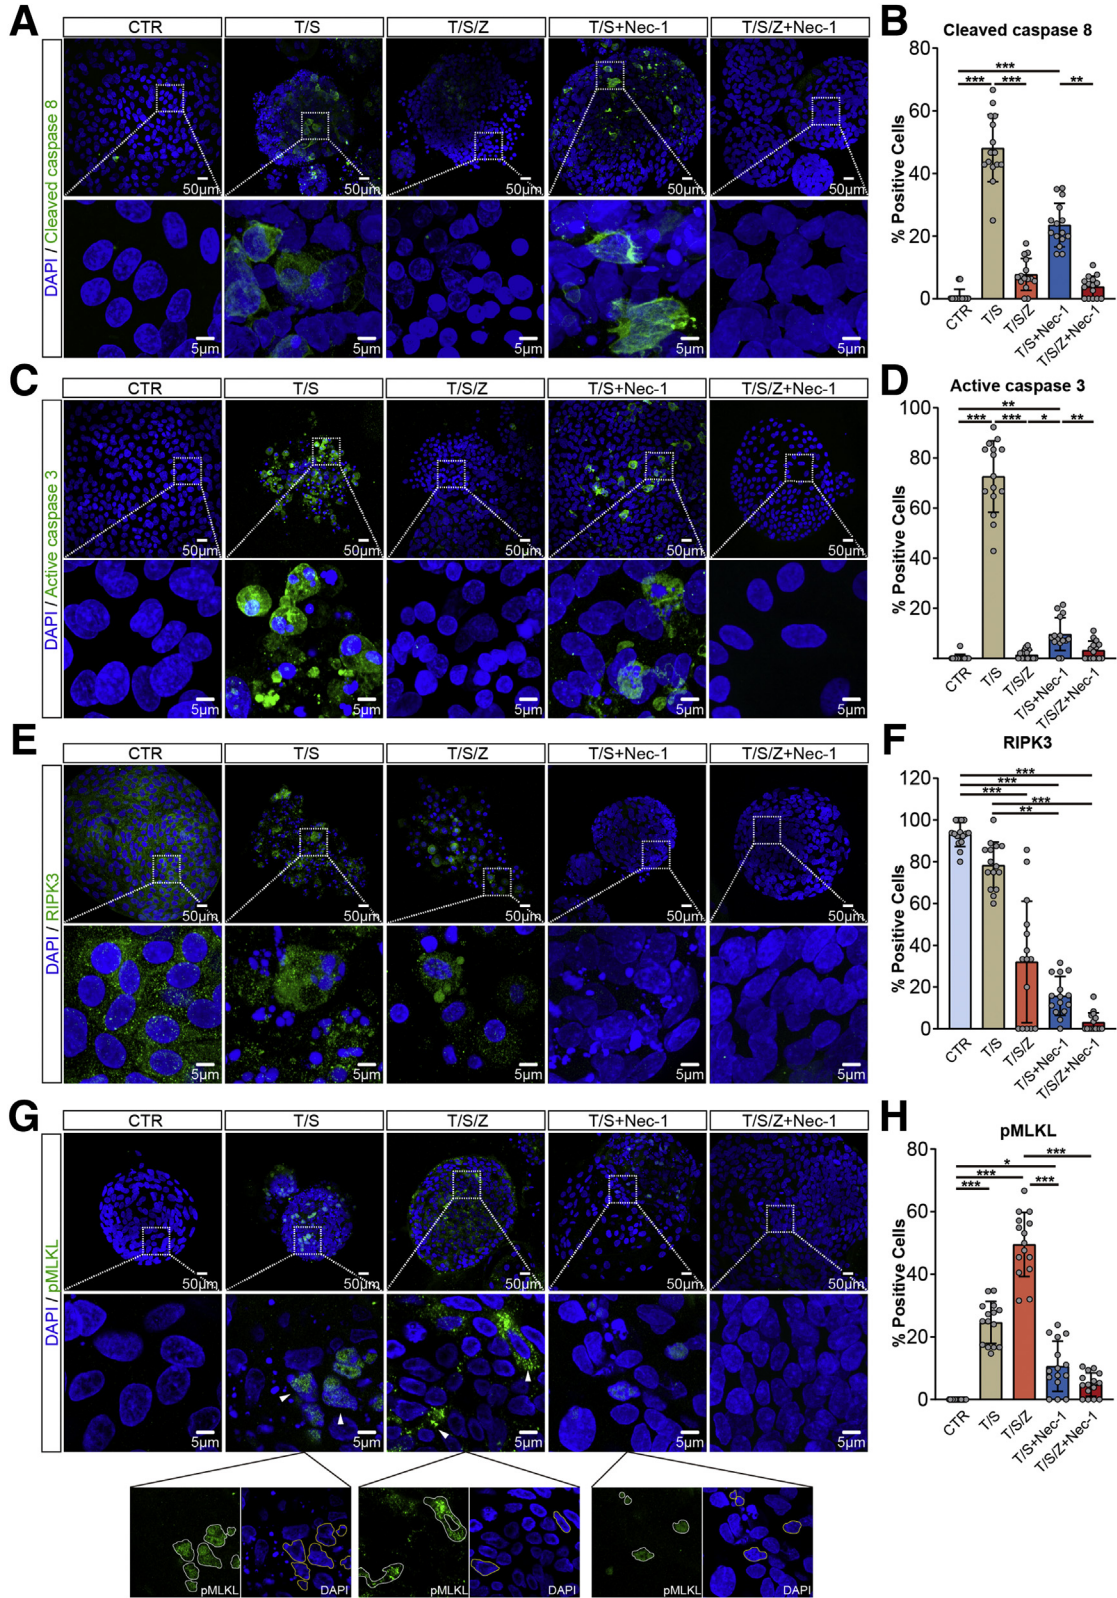 A
CTR
T/S
T/S/Z
T/S+Nec-1
T/S/Z+Nec-1
DAPI / Cleaved caspase 8
50µm
50µm
50µm
50µm
50µm
5µm
5µm
5µm
5µm
5µm
B
Cleaved caspase 8
% Positive Cells
80
60
40
20
0
***
*** ***
**
CTR
T/S
T/S/Z
T/S+Nec-1
T/S/Z+Nec-1
C
CTR
T/S
T/S/Z
T/S+Nec-1
T/S/Z+Nec-1
DAPI / Active caspase 3
50µm
50µm
50µm
50µm
50µm
5µm
5µm
5µm
5µm
5µm
D
Active caspase 3
% Positive Cells
100
80
60
40
20
**
*** *** * **
CTR
T/S
T/S/Z
T/S+Nec-1
T/S/Z+Nec-1
E
CTR
T/S
T/S/Z
T/S+Nec-1
T/S/Z+Nec-1
DAPI / RIPK3
50µm
50µm
50µm
50µm
50µm
5µm
5µm
5µm
5µm
5µm
F
RIPK3
% Positive Cells
120
100
80
60
40
20
0
***
***
***
***
**
CTR
T/S
T/S/Z
T/S+Nec-1
T/S/Z+Nec-1
G
CTR
T/S
T/S/Z
T/S+Nec-1
T/S/Z+Nec-1
DAPI / pMLKL
50µm
50µm
50µm
50µm
50µm
5µm
5µm
5µm
5µm
5µm
pMLKL
DAPI
pMLKL
DAPI
pMLKL
DAPI
H
pMLKL
% Positive Cells
80
60
40
20
0
***
*
***
*** ***
CTR
T/S
T/S/Z
T/S+Nec-1
T/S/Z+Nec-1